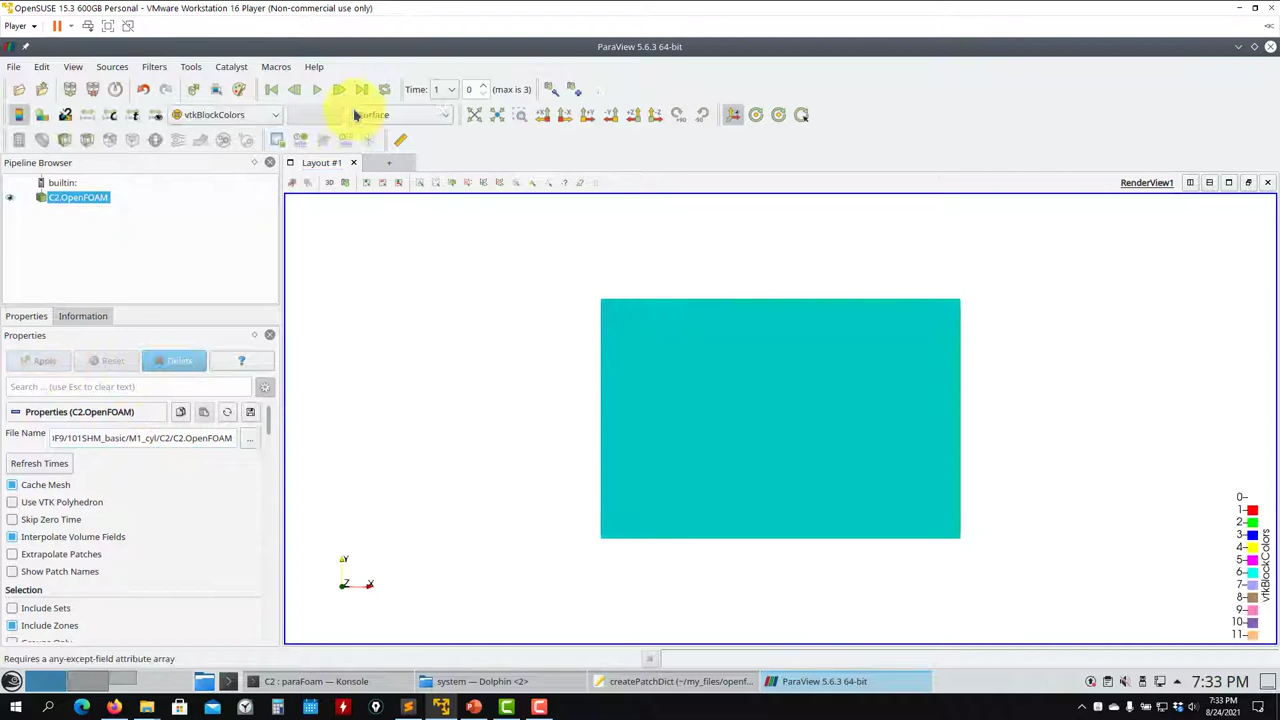 OpenSUSE 15.3 600GB Personal - VMware Workstation 16 Player (Non-commercial use only)
Player
ParaView 5.6.3 64-bit
File Edit View Sources Filters Tools Catalyst Macros Help
Time: 1 0 (max is 3)
vtkBlockColors Surface
Pipeline Browser
Layout #1 +
builtin:
3D RenderView1
C2.OpenFOAM
Properties Information
Properties
Apply Reset Delete ?
Search ... (use Esc to clear text)
Properties (C2.OpenFOAM)
File Name IF9/101SHM_basic/M1_cyl/C2/C2.OpenFOAM ...
Refresh Times
Cache Mesh
Use VTK Polyhedron
Skip Zero Time
Interpolate Volume Fields
Extrapolate Patches
Show Patch Names
Selection
Include Sets
Include Zones
Y
Z X
0
1
2
3
4
5
6
7
8
9
10
11
vtkBlockColors
Requires a any-except-field attribute array
C2 : paraFoam — Konsole
system — Dolphin <2>
createPatchDict (~/my_files/openf...
ParaView 5.6.3 64-bit
7:33 PM
7:33 PM
8/24/2021